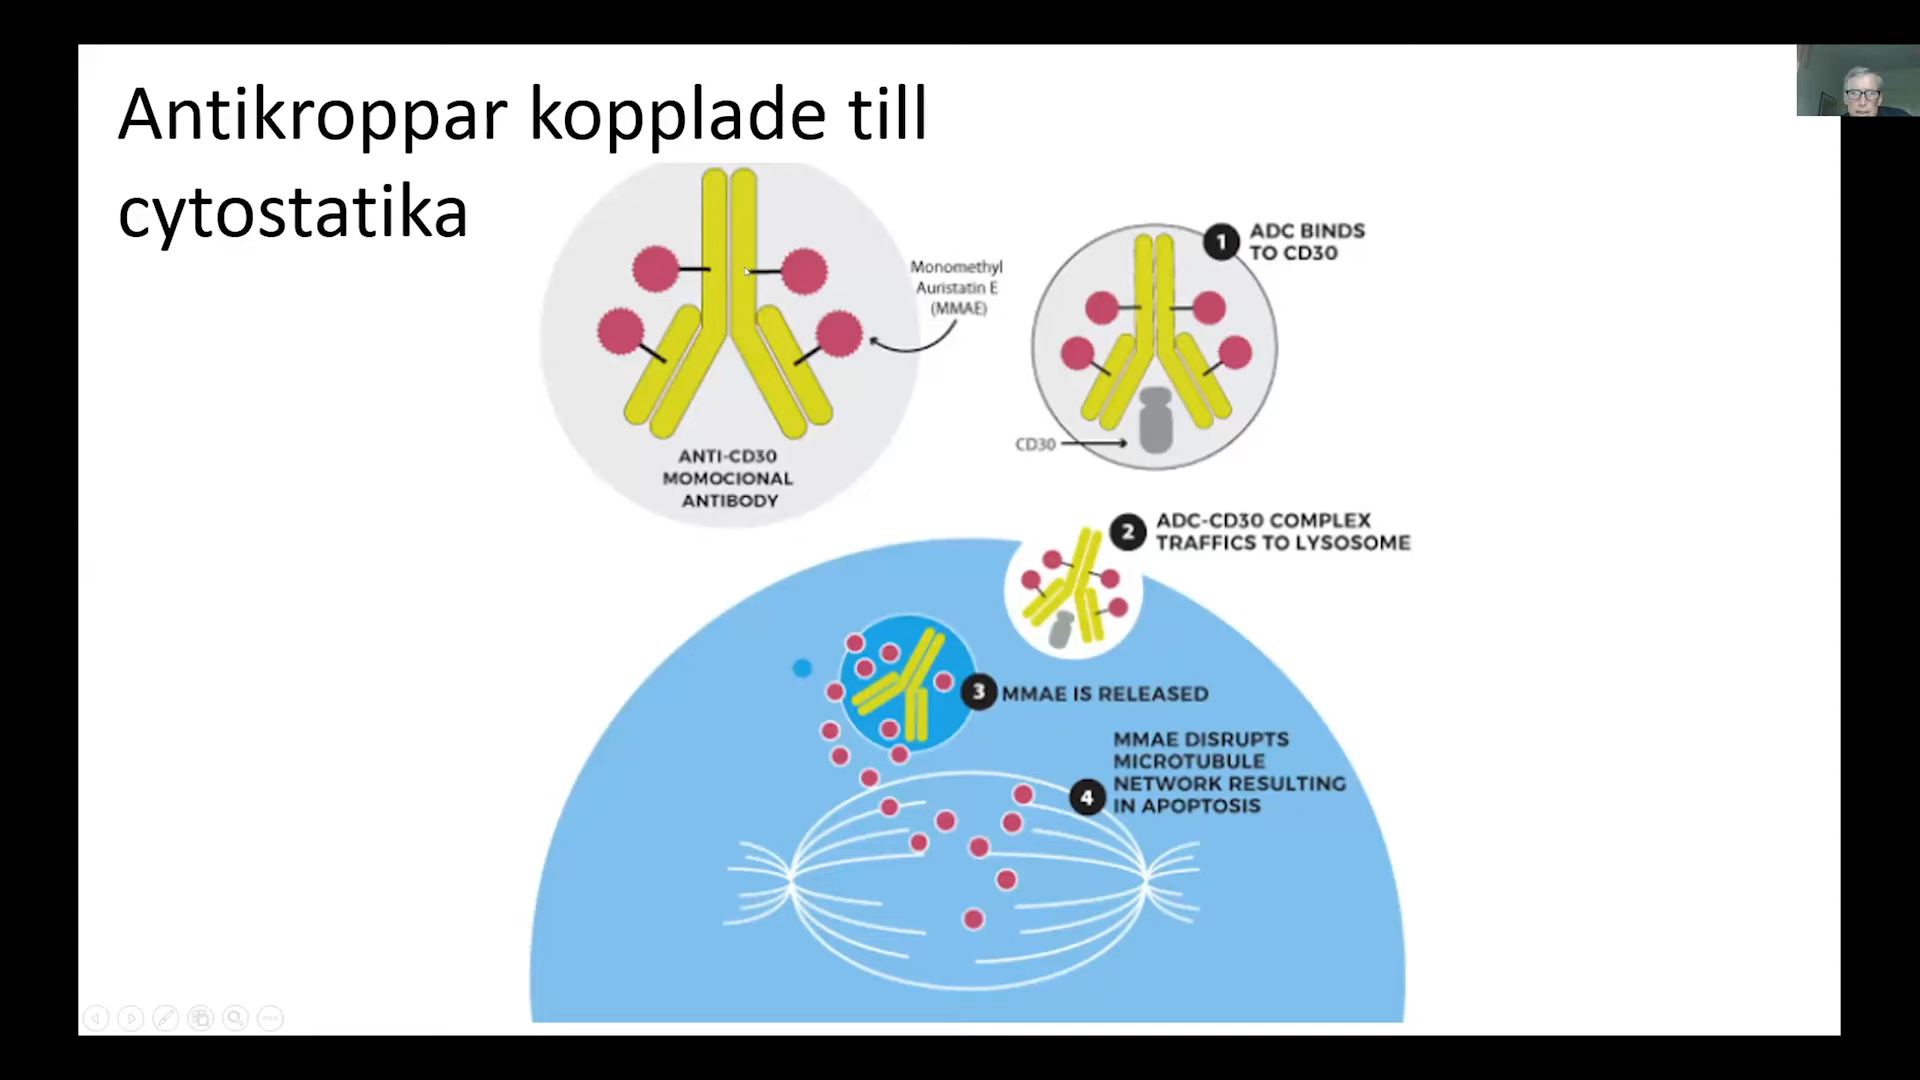 Antikroppar kopplade till
cytostatika
Monomethyl
Auristatin E
(MMAE)
ANTI-CD30
MOMOCIONAL
ANTIBODY
1
ADC BINDS
TO CD30
CD30
2
ADC-CD30 COMPLEX
TRAFFICS TO LYSOSOME
3
MMAE IS RELEASED
4
MMAE DISRUPTS
MICROTUBULE
NETWORK RESULTING
IN APOPTOSIS